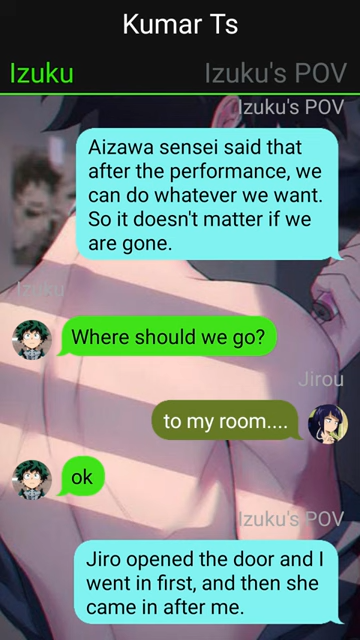 Kumar Ts
Izuku
Izuku's POV
Izuku's POV
Aizawa sensei said that
after the performance, we
can do whatever we want.
So it doesn't matter if we
are gone.
Izuku
Where should we go?
Jirou
to my room....
ok
Izuku's POV
Jiro opened the door and I
went in first, and then she
came in after me.